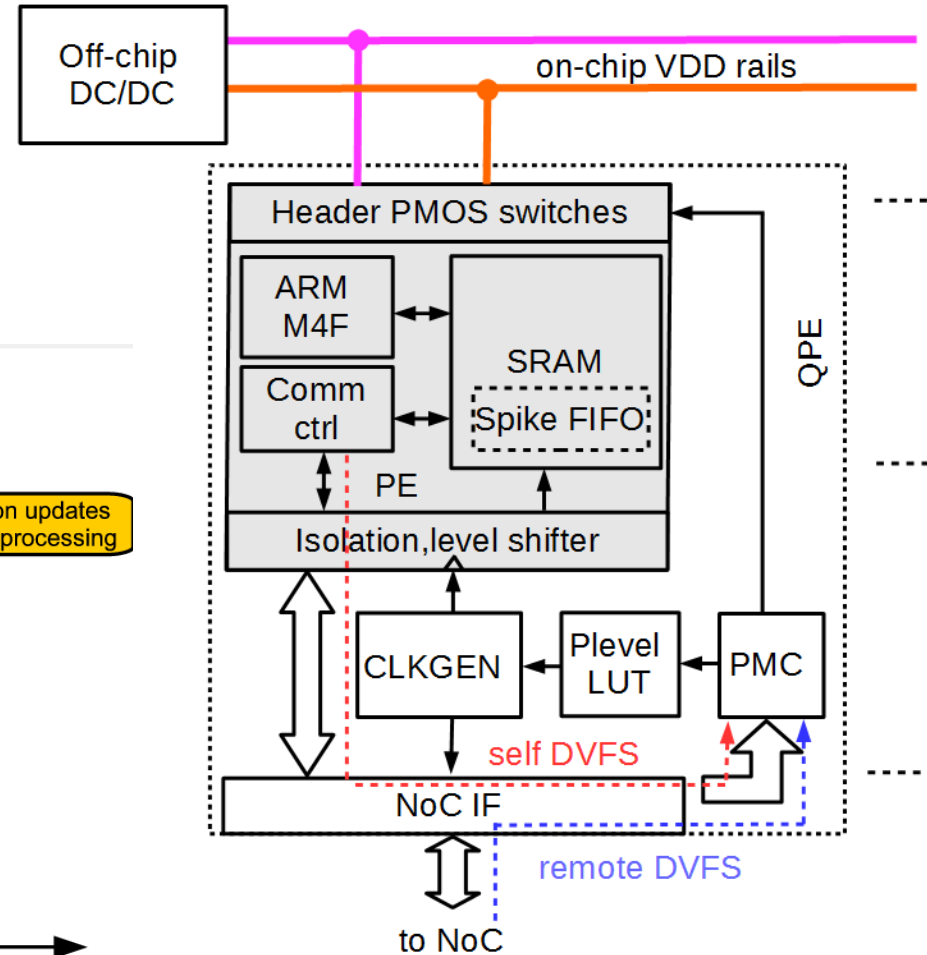 Off-chip
DC/DC
on-chip VDD rails
Header PMOS switches
ARM
M4F
SRAM
QPE
Comm
ctrl
Spike FIFO
PE
on updates
processing
Isolation,level shifter
CLKGEN
Plevel
LUT
PMC
self DVFS
NoC IF
remote DVFS
to NoC